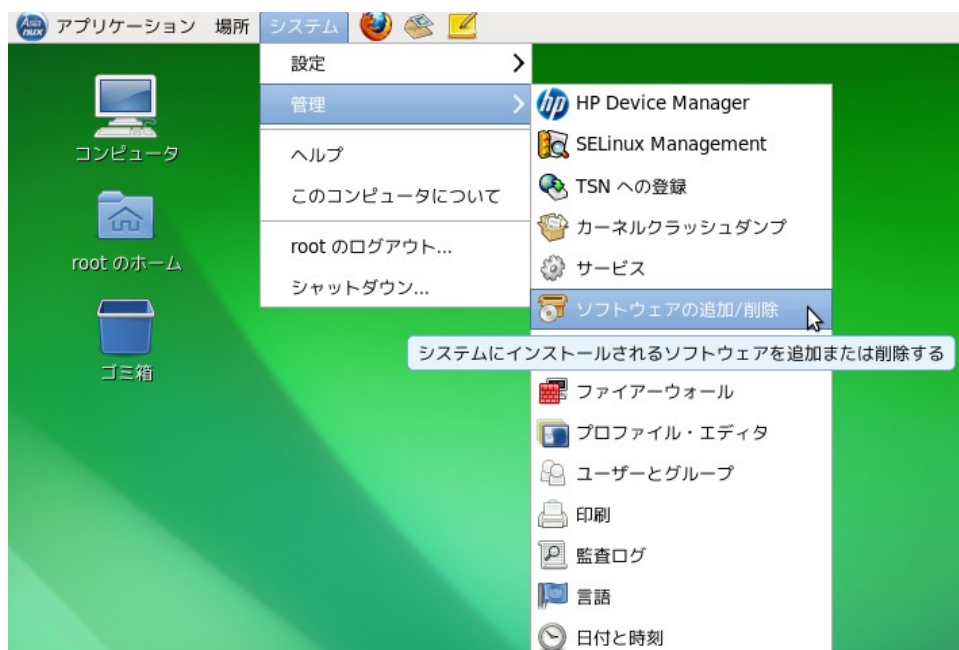 Asia
nux
アプリケーション 場所 システム
設定
管理
ヘルプ
このコンピュータについて
root のログアウト...
シャットダウン...
HP Device Manager
SELinux Management
TSN への登録
カーネルクラッシュダンプ
サービス
ソフトウェアの追加/削除
システムにインストールされるソフトウェアを追加または削除する
ファイアーウォール
プロファイル・エディタ
ユーザーとグループ
印刷
監査ログ
言語
日付と時刻
コンピュータ
root のホーム
ゴミ箱